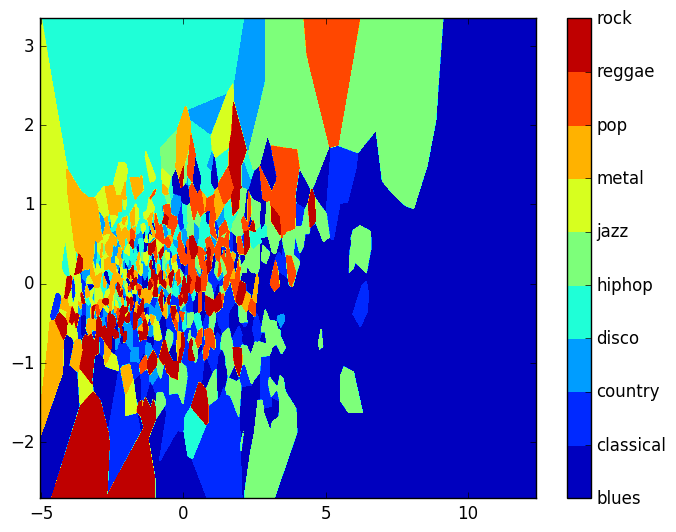 3
2
1
0
−1
−2
−5
0
5
10
rock
reggae
pop
metal
jazz
hiphop
disco
country
classical
blues